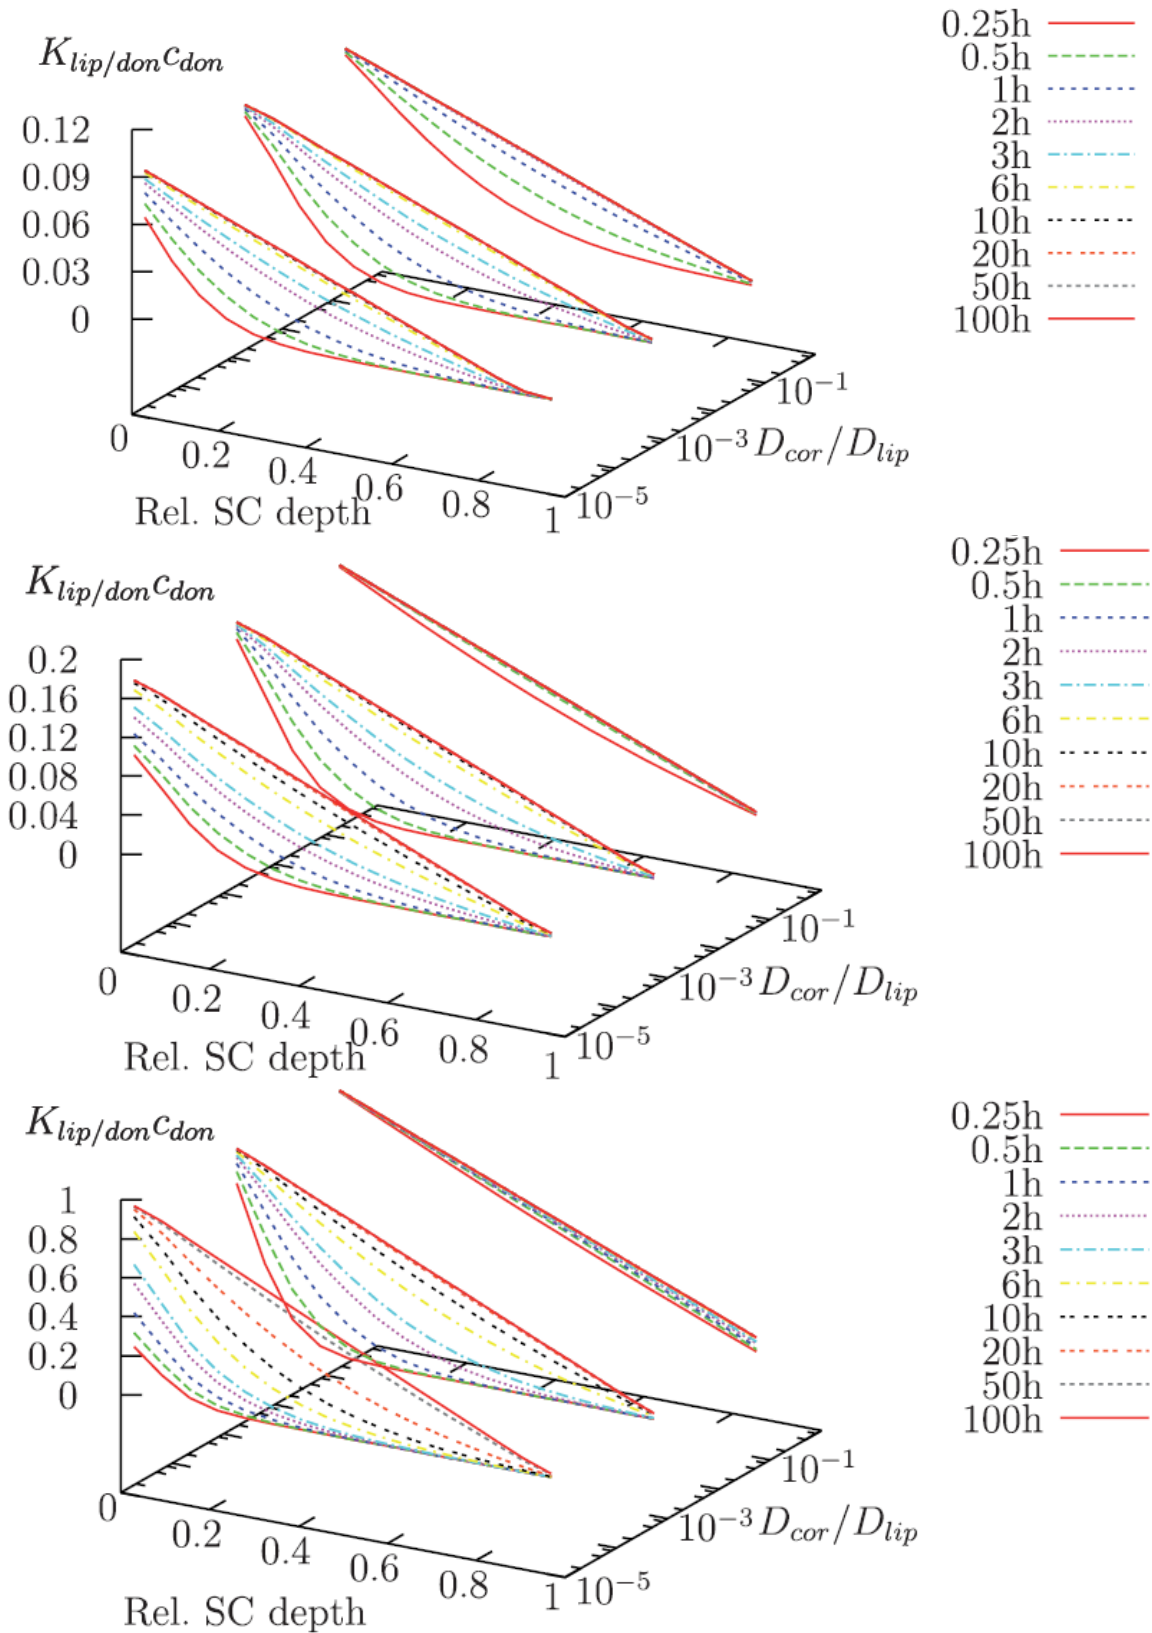 K_lip/don c_don
0.12
0.09
0.06
0.03
0
0
0.2
0.4
0.6
0.8
1
Rel. SC depth
10⁻⁵
10⁻³
10⁻¹
D_cor/D_lip
0.25h
0.5h
1h
2h
3h
6h
10h
20h
50h
100h
K_lip/don c_don
0.2
0.16
0.12
0.08
0.04
0
0
0.2
0.4
0.6
0.8
1
Rel. SC depth
10⁻⁵
10⁻³
10⁻¹
D_cor/D_lip
0.25h
0.5h
1h
2h
3h
6h
10h
20h
50h
100h
K_lip/don c_don
1
0.8
0.6
0.4
0.2
0
0
0.2
0.4
0.6
0.8
1
Rel. SC depth
10⁻⁵
10⁻³
10⁻¹
D_cor/D_lip
0.25h
0.5h
1h
2h
3h
6h
10h
20h
50h
100h